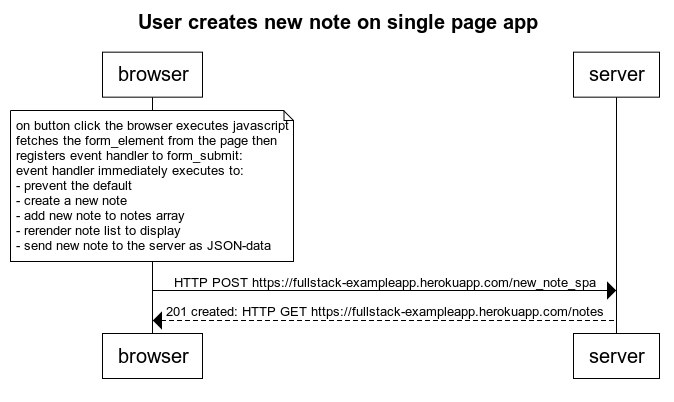 User creates new note on single page app
browser
server
on button click the browser executes javascript
fetches the form_element from the page then
registers event handler to form_submit:
event handler immediately executes to:
- prevent the default
- create a new note
- add new note to notes array
- rerender note list to display
- send new note to the server as JSON-data
HTTP POST https://fullstack-exampleapp.herokuapp.com/new_note_spa
201 created: HTTP GET https://fullstack-exampleapp.herokuapp.com/notes
browser
server